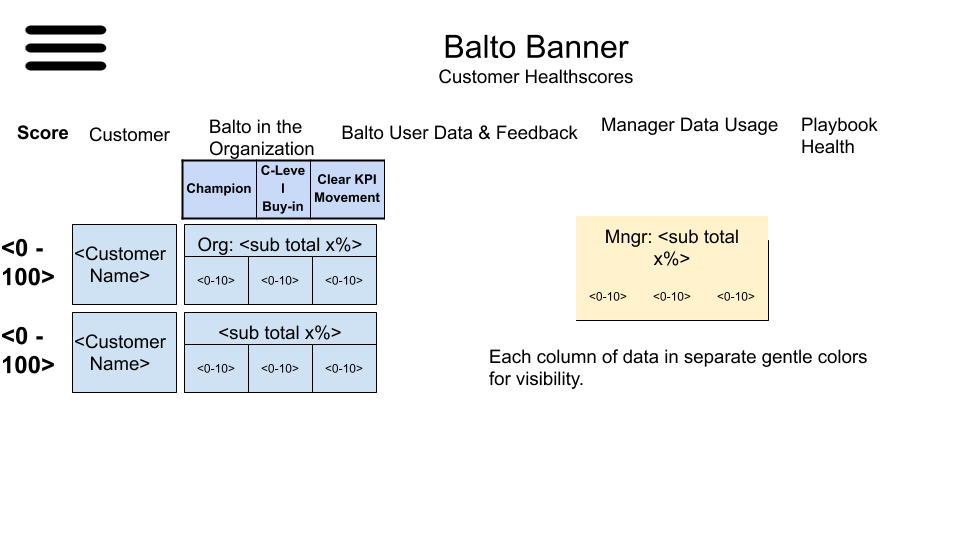 Balto Banner
Customer Healthscores
Score
Customer
Balto in the
Organization
Balto User Data & Feedback
Manager Data Usage
Playbook
Health
Champion
C-Leve
l
Buy-in
Clear KPI
Movement
<0 -
100>
<Customer
Name>
Org: <sub total x%>
<0-10>
<0-10>
<0-10>
Mngr: <sub total
x%>
<0-10>
<0-10>
<0-10>
<0 -
100>
<Customer
Name>
<sub total x%>
<0-10>
<0-10>
<0-10>
Each column of data in separate gentle colors
for visibility.